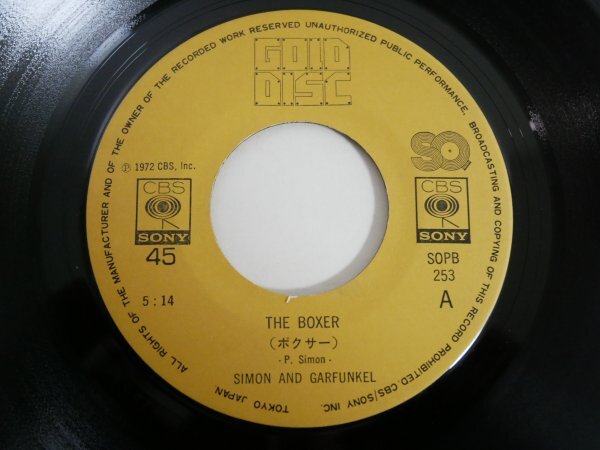 ALL RIGHTS OF THE MANUFACTURER AND OF THE OWNER OF THE RECORDED WORK RESERVED UNAUTHORIZED PUBLIC PERFORMANCE, BROADCASTING AND COPYING OF THIS RECORD PROHIBITED CBS/SONY INC. TOKYO JAPAN.
GOLD
DISC
SQ
℗ 1972 CBS, Inc.
CBS
SONY
45
CBS
SONY
SOPB
253
5:14
A
THE BOXER
(ボクサー)
· P. Simon ·
SIMON AND GARFUNKEL